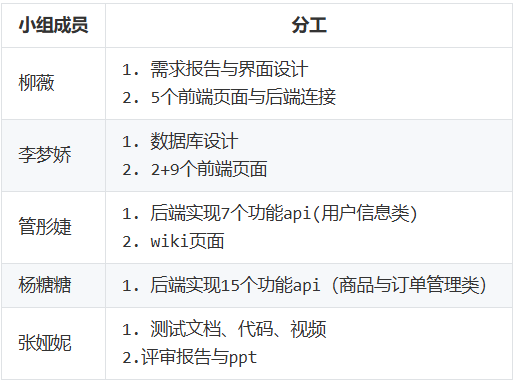 小组成员 分工
柳薇
1. 需求报告与界面设计
2. 5个前端页面与后端连接
李梦娇
1. 数据库设计
2. 2+9个前端页面
管彤婕
1. 后端实现7个功能api(用户信息类)
2. wiki页面
杨糖糖
1. 后端实现15个功能api（商品与订单管理类）
张娅妮
1. 测试文档、代码、视频
2.评审报告与ppt